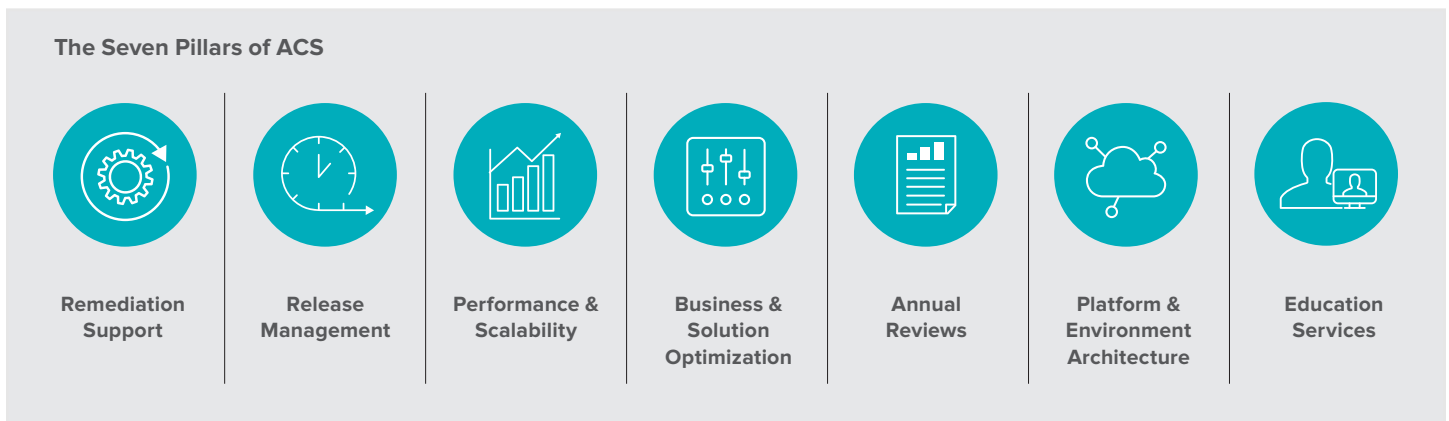 The Seven Pillars of ACS
Remediation
Support
Release
Management
Performance &
Scalability
Business &
Solution
Optimization
Annual
Reviews
Platform &
Environment
Architecture
Education
Services